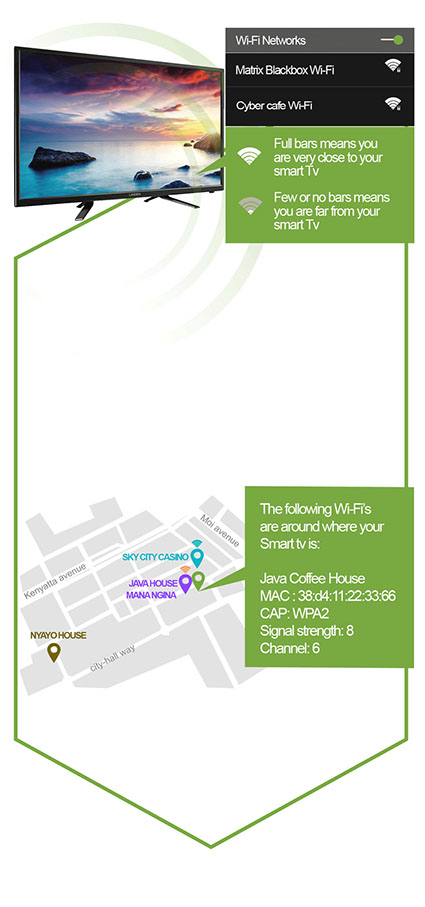 Wi-Fi Networks
Matrix Blackbox Wi-Fi
Cyber cafe Wi-Fi
Full bars means you
are very close to your
smart Tv
Few or no bars means
you are far from your
smart Tv
The following Wi-Fi's
are around where your
Smart tv is:
Java Coffee House
MAC : 38:d4:11:22:33:66
CAP: WPA2
Signal strength: 8
Channel: 6
Moi avenue
SKY CITY CASINO
Kenyatta avenue
JAVA HOUSE
MANA NGINA
NYAYO HOUSE
city-hall way